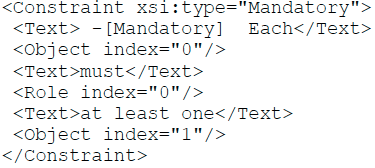 <Constraint xsi:type="Mandatory">
<Text> -[Mandatory]  Each</Text>
<Object index="0"/>
<Text>must</Text>
<Role index="0"/>
<Text>at least one</Text>
<Object index="1"/>
</Constraint>